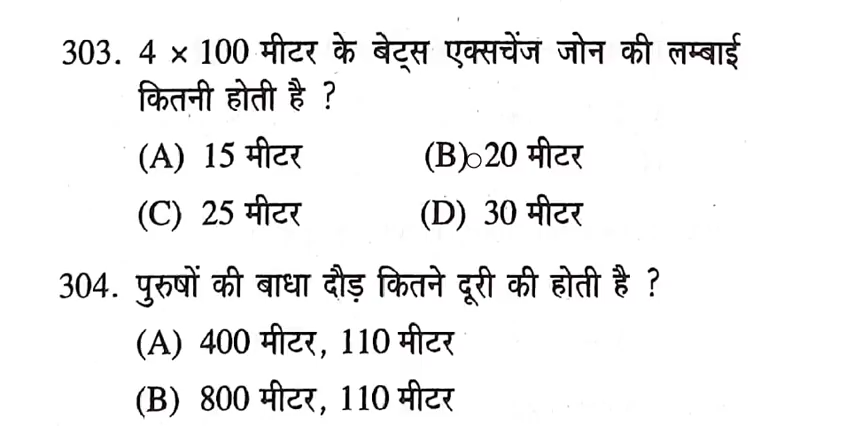 303. 4 × 100 मीटर के बेट्स एक्सचेंज जोन की लम्बाई
कितनी होती है ?
(A) 15 मीटर (B) 20 मीटर
(C) 25 मीटर (D) 30 मीटर
304. पुरुषों की बाधा दौड़ कितने दूरी की होती है ?
(A) 400 मीटर, 110 मीटर
(B) 800 मीटर, 110 मीटर